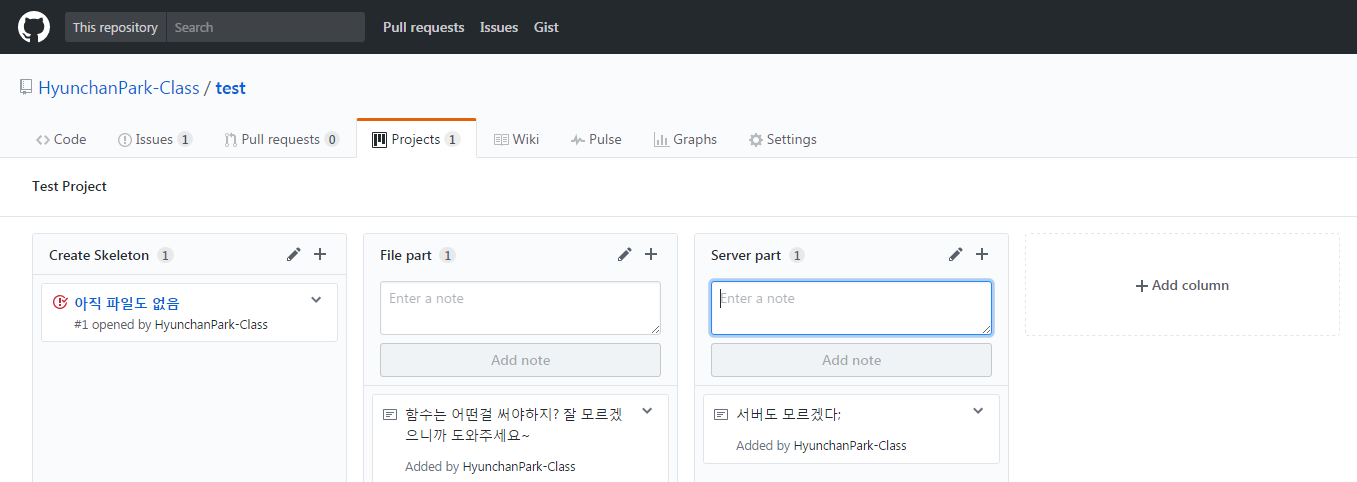 This repository Search Pull requests Issues Gist
HyunchanPark-Class / test
Code Issues 1 Pull requests 0 Projects 1 Wiki Pulse Graphs Settings
Test Project
Create Skeleton 1
아직 파일도 없음
#1 opened by HyunchanPark-Class
File part 1
Enter a note
Add note
함수는 어떤걸 써야하지? 잘 모르겠
으니까 도와주세요~
Added by HyunchanPark-Class
Server part 1
Enter a note
Add note
서버도 모르겠다;
Added by HyunchanPark-Class
+ Add column